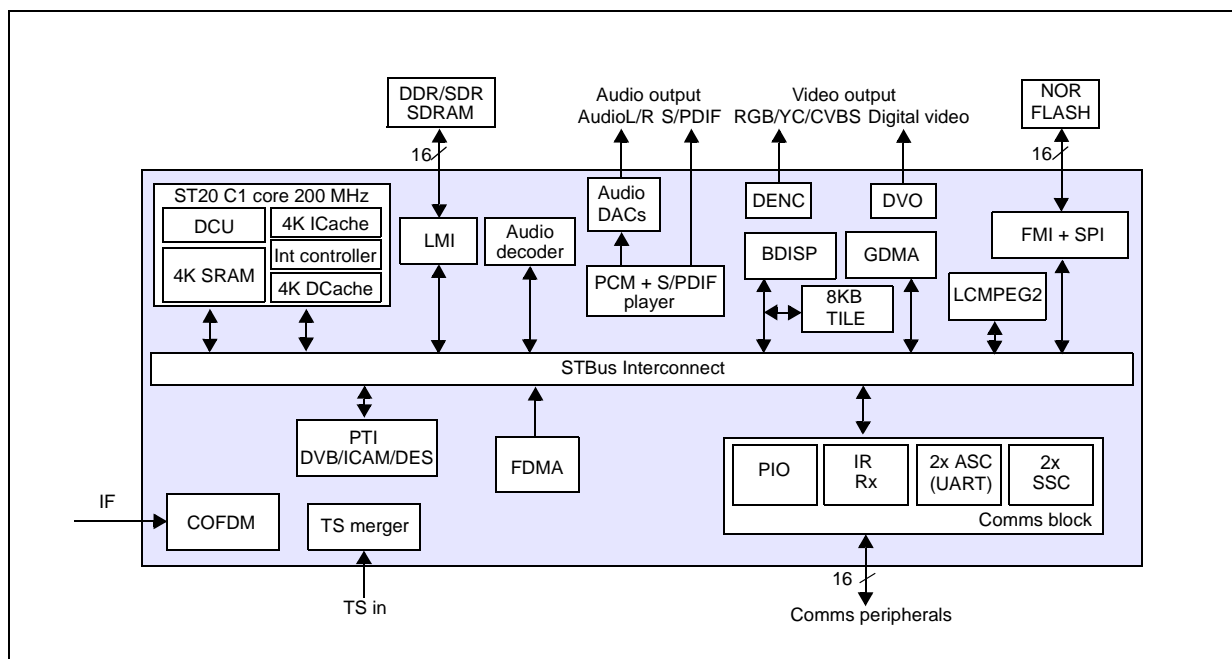 DDR/SDR
SDRAM
Audio output
AudioL/R S/PDIF
Video output
RGB/YC/CVBS Digital video
NOR
FLASH
16
16
ST20 C1 core 200 MHz
DCU
4K SRAM
4K ICache
Int controller
4K DCache
LMI
Audio
decoder
Audio
DACs
PCM + S/PDIF
player
DENC
DVO
BDISP
GDMA
8KB
TILE
FMI + SPI
LCMPEG2
STBus Interconnect
PTI
DVB/ICAM/DES
FDMA
PIO
IR
Rx
2x ASC
(UART)
2x
SSC
Comms block
IF
COFDM
TS merger
TS in
16
Comms peripherals